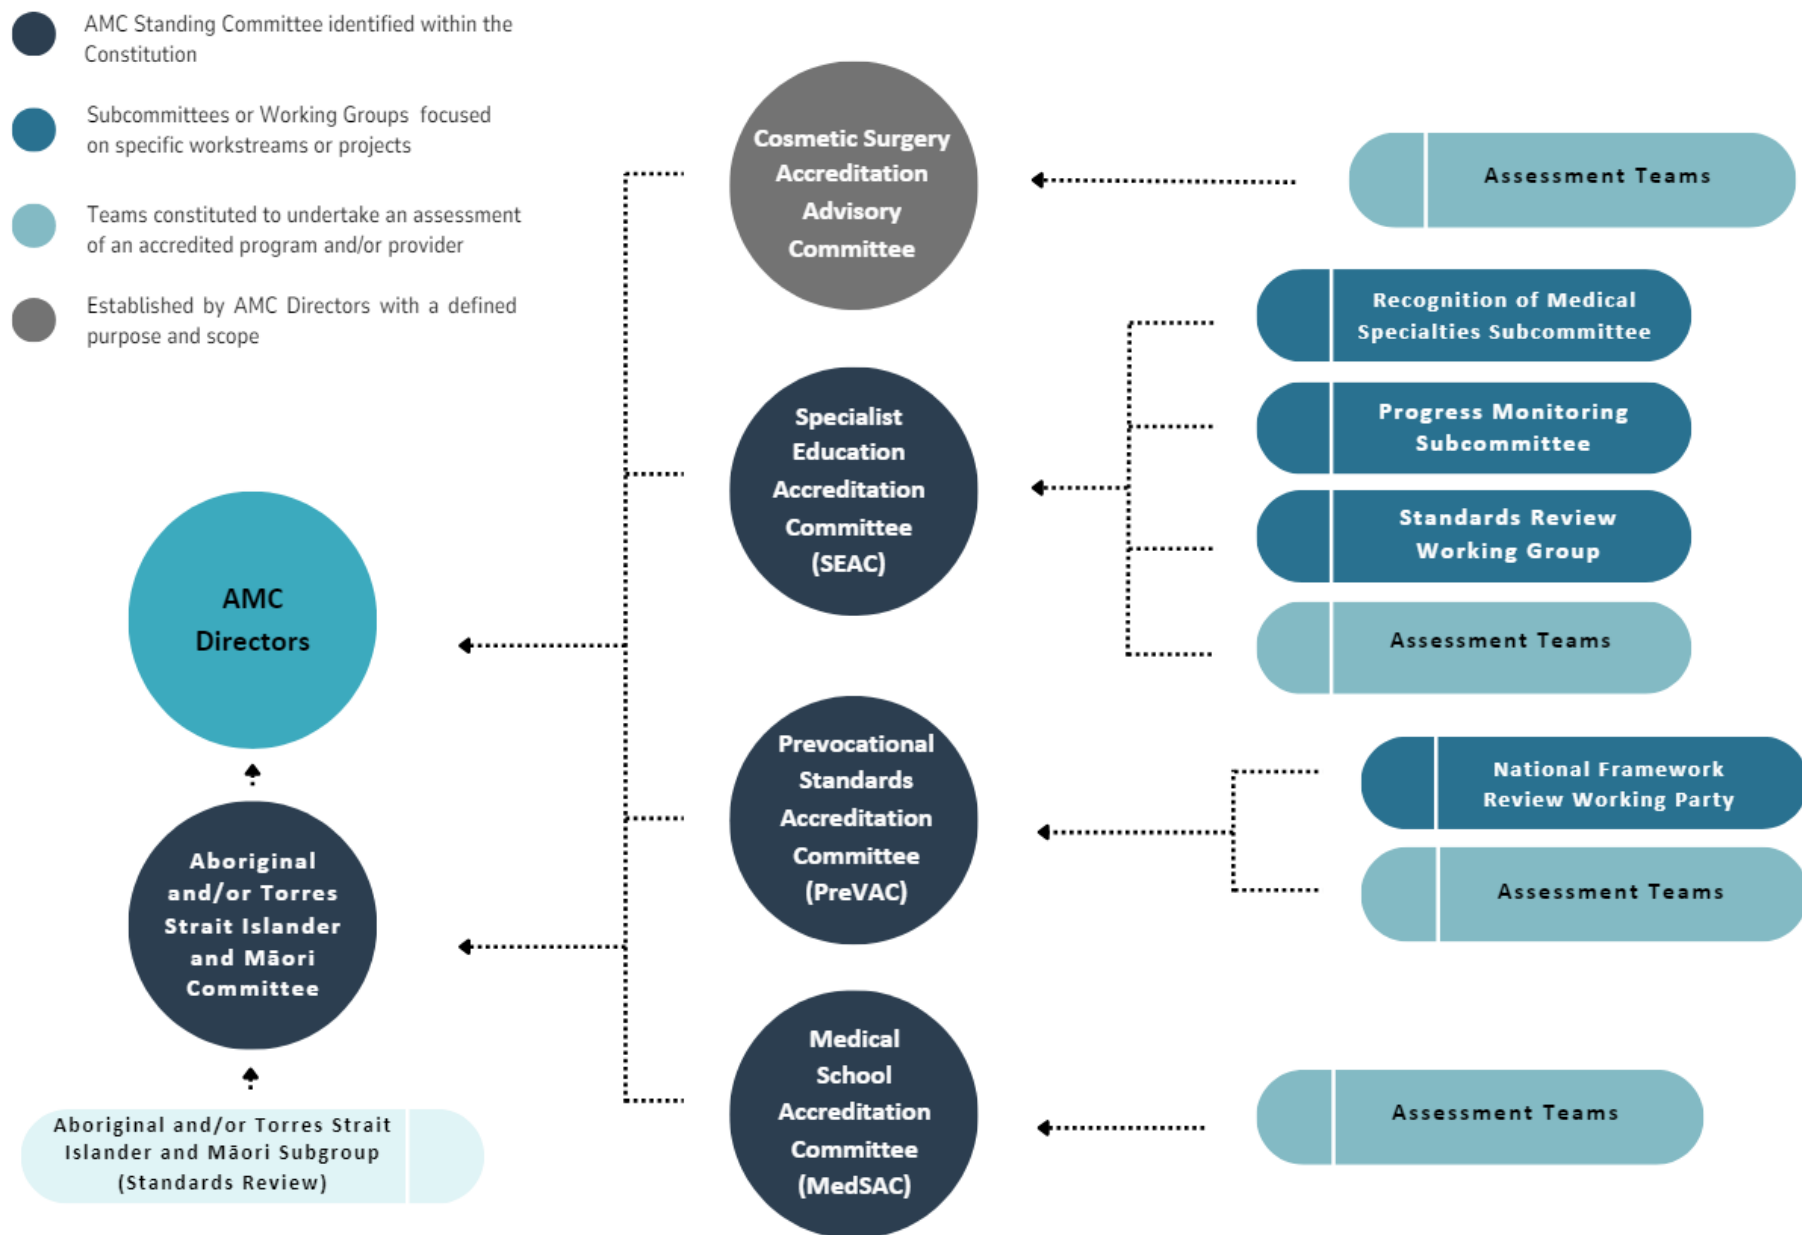 AMC Standing Committee identified within the
Constitution
Subcommittees or Working Groups focused
on specific workstreams or projects
Teams constituted to undertake an assessment
of an accredited program and/or provider
Established by AMC Directors with a defined
purpose and scope
AMC
Directors
Aboriginal
and/or Torres
Strait Islander
and Māori
Committee
Aboriginal and/or Torres Strait
Islander and Māori Subgroup
(Standards Review)
Cosmetic Surgery
Accreditation
Advisory
Committee
Specialist
Education
Accreditation
Committee
(SEAC)
Prevocational
Standards
Accreditation
Committee
(PreVAC)
Medical
School
Accreditation
Committee
(MedSAC)
Assessment Teams
Recognition of Medical
Specialties Subcommittee
Progress Monitoring
Subcommittee
Standards Review
Working Group
Assessment Teams
National Framework
Review Working Party
Assessment Teams
Assessment Teams